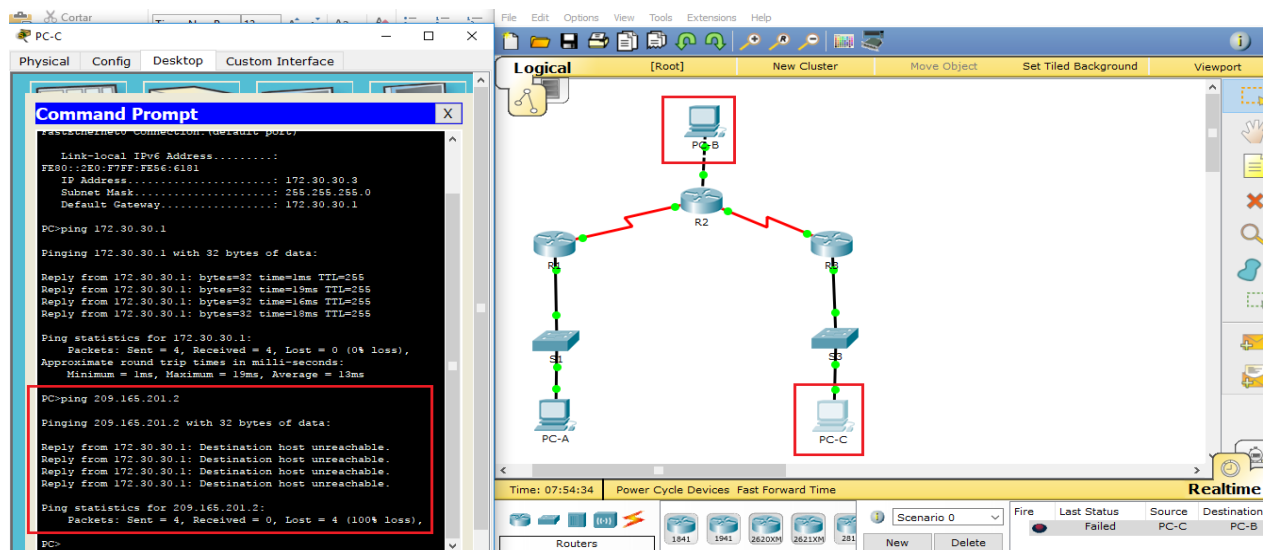 Cortar
PC-C
Physical Config Desktop Custom Interface
Command Prompt
X
FastEthernet0 Connection:(default port)
Link-local IPv6 Address.........:
FE80::2E0:F7FF:FE56:6181
IP Address......................: 172.30.30.3
Subnet Mask.....................: 255.255.255.0
Default Gateway.................: 172.30.30.1
PC>ping 172.30.30.1
Pinging 172.30.30.1 with 32 bytes of data:
Reply from 172.30.30.1: bytes=32 time=1ms TTL=255
Reply from 172.30.30.1: bytes=32 time=19ms TTL=255
Reply from 172.30.30.1: bytes=32 time=16ms TTL=255
Reply from 172.30.30.1: bytes=32 time=18ms TTL=255
Ping statistics for 172.30.30.1:
Packets: Sent = 4, Received = 4, Lost = 0 (0% loss),
Approximate round trip times in milli-seconds:
Minimum = 1ms, Maximum = 19ms, Average = 13ms
PC>ping 209.165.201.2
Pinging 209.165.201.2 with 32 bytes of data:
Reply from 172.30.30.1: Destination host unreachable.
Reply from 172.30.30.1: Destination host unreachable.
Reply from 172.30.30.1: Destination host unreachable.
Reply from 172.30.30.1: Destination host unreachable.
Ping statistics for 209.165.201.2:
Packets: Sent = 4, Received = 0, Lost = 4 (100% loss),
PC>
File Edit Options View Tools Extensions Help
Logical [Root] New Cluster Move Object Set Tiled Background Viewport
PC-B
R2
R1
R3
S1
S3
PC-A
PC-C
Time: 07:54:34 Power Cycle Devices Fast Forward Time Realtime
1841 1941 2620XM 2621XM 281
Routers
Scenario 0
New Delete
Fire Last Status Source Destination
Failed PC-C PC-B